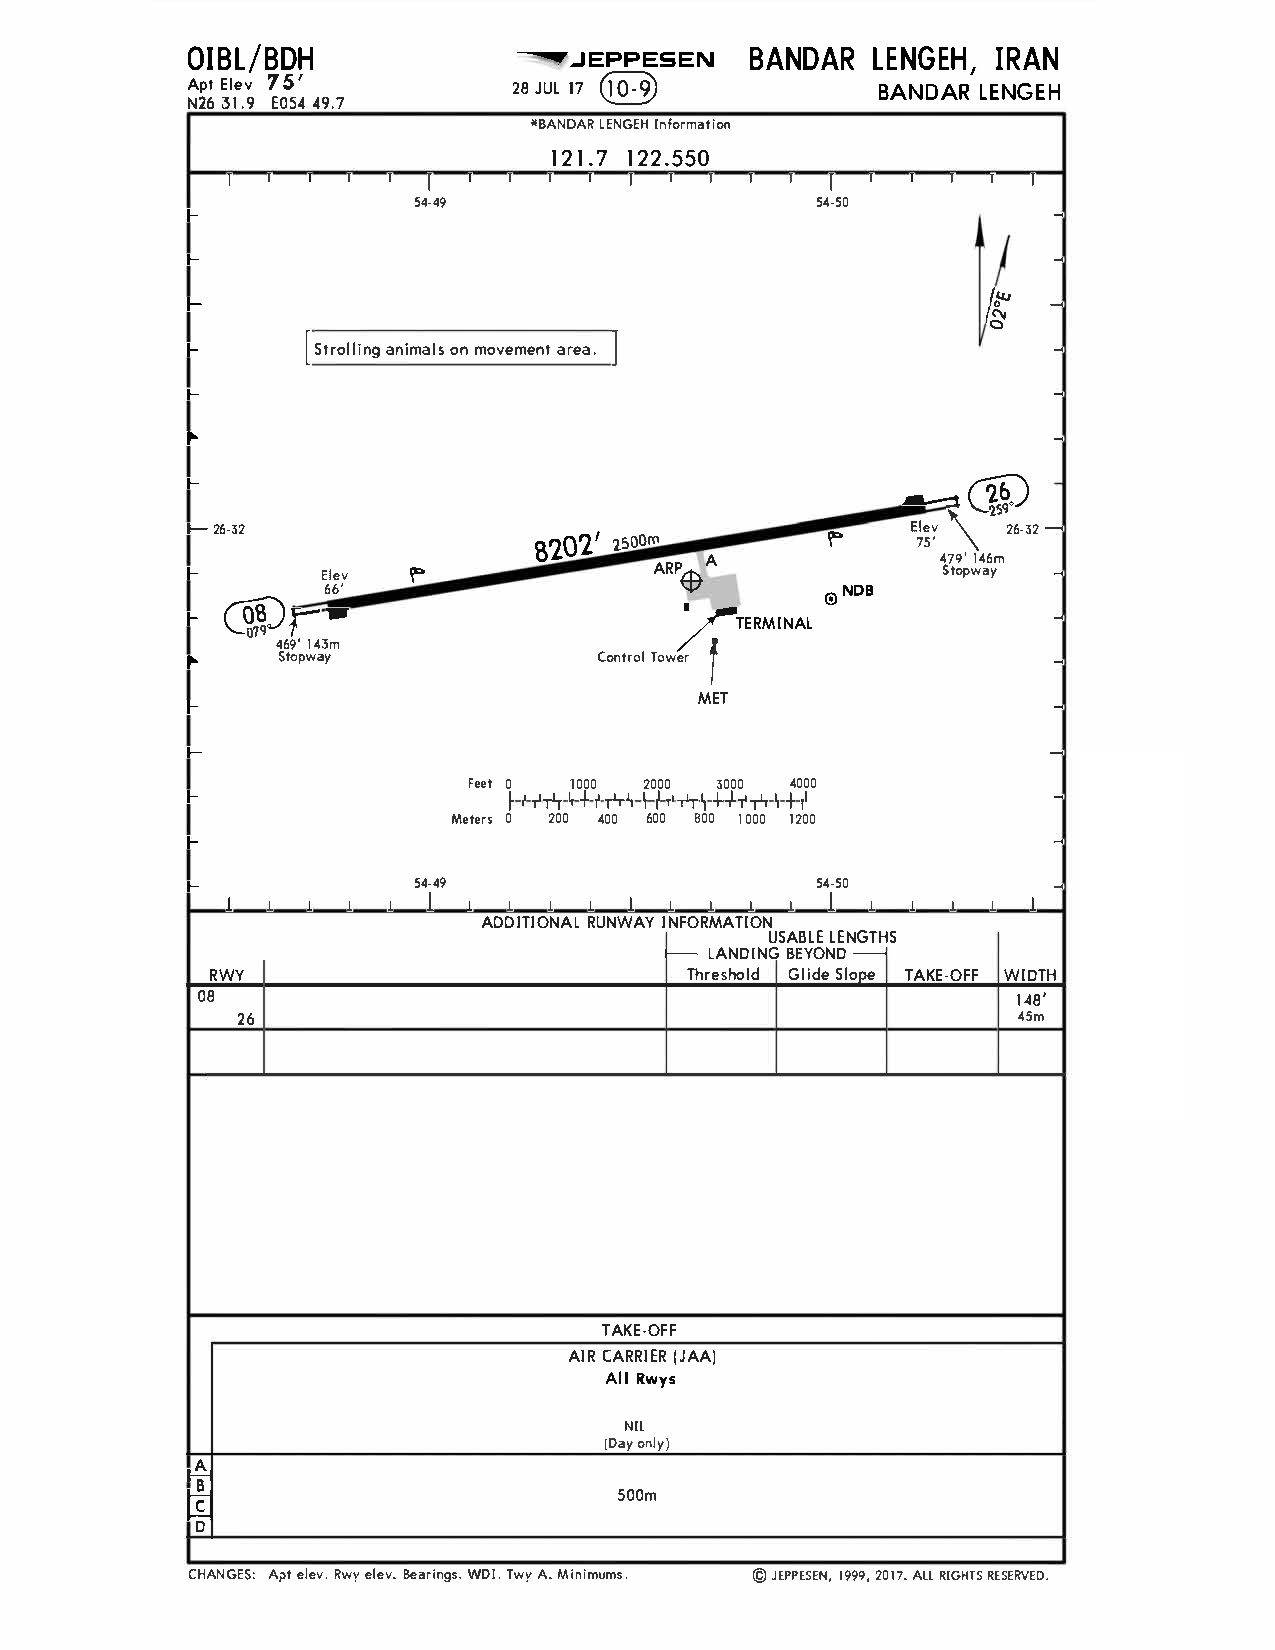 OIBL/BDH JEPPESEN BANDAR LENGEH, IRAN
Apt Elev 75' 28 JUL 17 10-9 BANDAR LENGEH
N26 31.9 E054 49.7
*BANDAR LENGEH Information
121.7 122.550
54-49 54-50
02°E
Strolling animals on movement area.
26
259°
26-32 Elev 26-32
8202' 2500m 75'
A 479' 146m
ARP Stopway
Elev
66' NDB
08
079° TERMINAL
469' 143m
Stopway Control Tower
MET
Feet 0 1000 2000 3000 4000
Meters 0 200 400 600 800 1000 1200
54-49 54-50
ADDITIONAL RUNWAY INFORMATION
USABLE LENGTHS
LANDING BEYOND
RWY Threshold Glide Slope TAKE-OFF WIDTH
08 148'
26 45m
TAKE-OFF
AIR CARRIER (JAA)
All Rwys
NIL
(Day only)
A
B
500m
C
D
CHANGES: Apt elev. Rwy elev. Bearings. WDI. Twy A. Minimums. © JEPPESEN, 1999, 2017. ALL RIGHTS RESERVED.